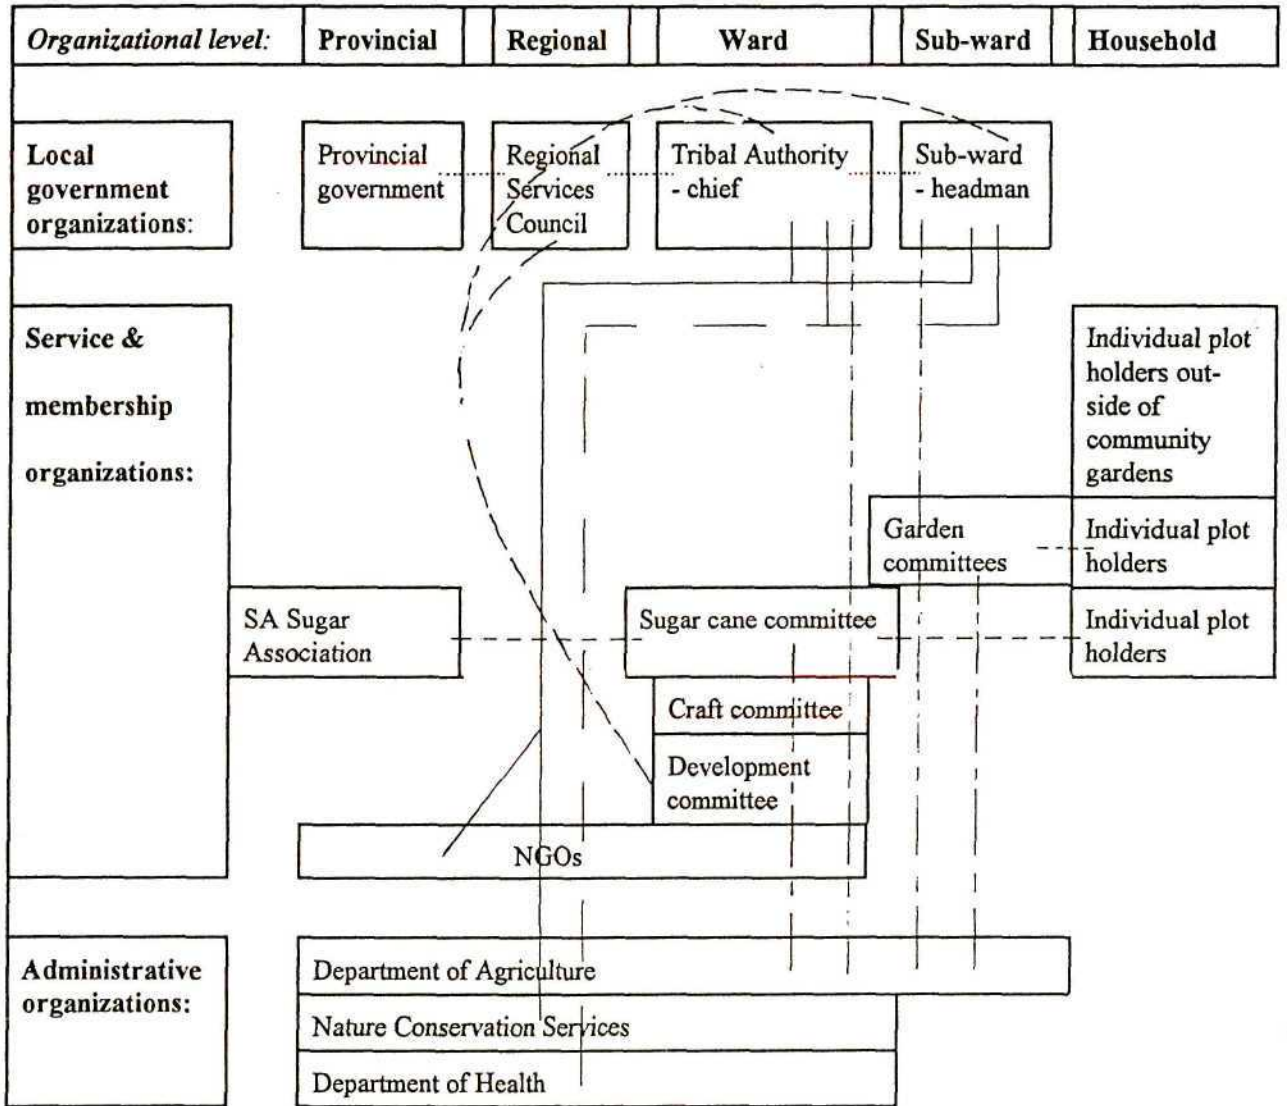 Organizational level: Provincial Regional Ward Sub-ward Household
Local
government
organizations:
Provincial
government
Regional
Services
Council
Tribal Authority
- chief
Sub-ward
- headman
Service &
membership
organizations:
Individual plot
holders out-
side of
community
gardens
Garden
committees
Individual plot
holders
SA Sugar
Association
Sugar cane committee
Individual plot
holders
Craft committee
Development
committee
NGOs
Administrative
organizations:
Department of Agriculture
Nature Conservation Services
Department of Health